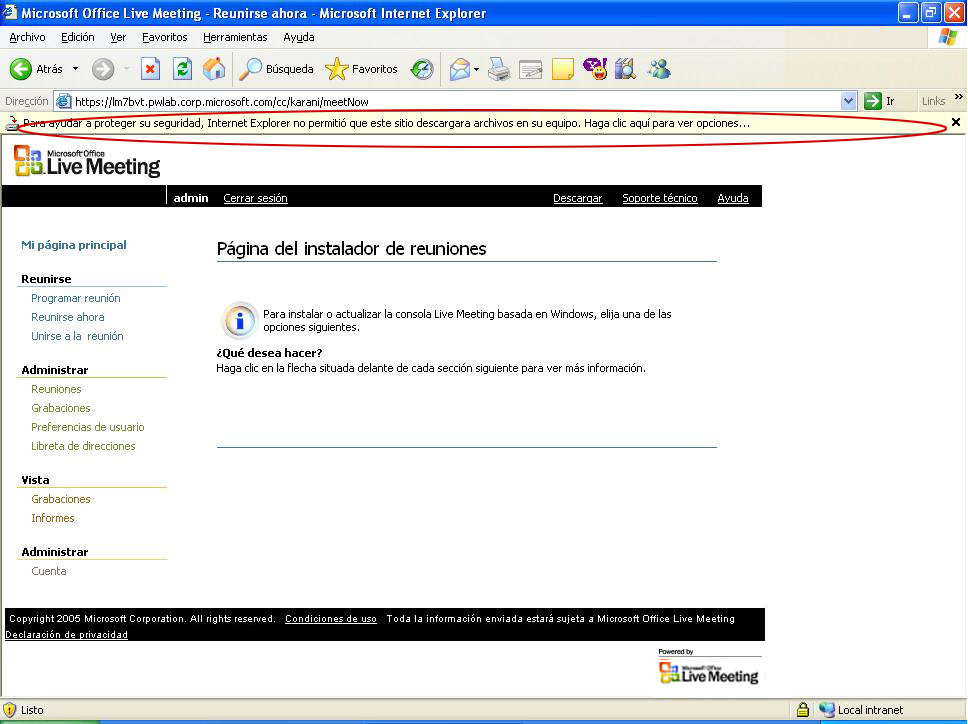 Microsoft Office Live Meeting - Reunirse ahora - Microsoft Internet Explorer
Archivo Edición Ver Favoritos Herramientas Ayuda
Atrás Búsqueda Favoritos
Dirección https://lm7bvt.pwlab.corp.microsoft.com/cc/karani/meetNow Ir Links »
Para ayudar a proteger su seguridad, Internet Explorer no permitió que este sitio descargara archivos en su equipo. Haga clic aquí para ver opciones...
Microsoft Office
Live Meeting
admin Cerrar sesión Descargar Soporte técnico Ayuda
Mi página principal
Reunirse
Programar reunión
Reunirse ahora
Unirse a la reunión
Administrar
Reuniones
Grabaciones
Preferencias de usuario
Libreta de direcciones
Vista
Grabaciones
Informes
Administrar
Cuenta
Página del instalador de reuniones
Para instalar o actualizar la consola Live Meeting basada en Windows, elija una de las
opciones siguientes.
¿Qué desea hacer?
Haga clic en la flecha situada delante de cada sección siguiente para ver más información.
Copyright 2005 Microsoft Corporation. All rights reserved. Condiciones de uso Toda la información enviada estará sujeta a Microsoft Office Live Meeting
Declaración de privacidad
Powered by
Microsoft Office
Live Meeting
Listo Local intranet